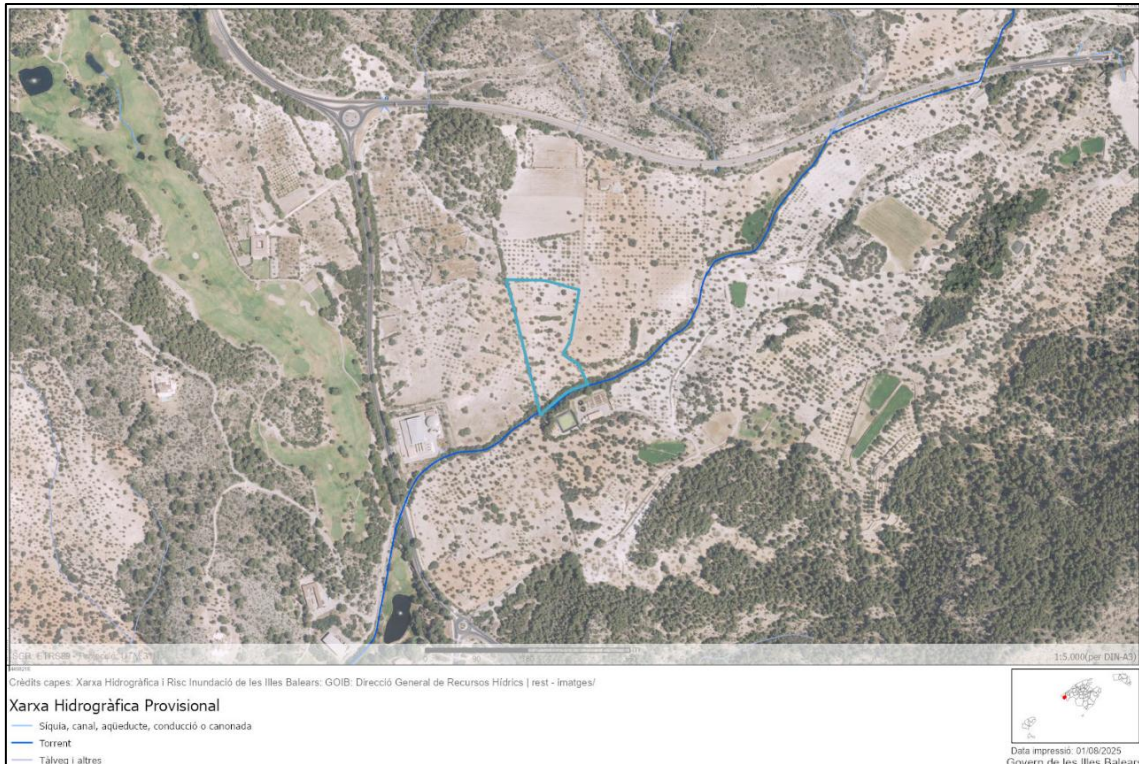 1:5.000(per DIN-A3)
Crèdits capes: Xarxa Hidrogràfica i Risc Inundació de les Illes Balears: GOIB: Direcció General de Recursos Hídrics | rest - imatges/
Xarxa Hidrogràfica Provisional
Síquia, canal, aqüeducte, conducció o canonada
Torrent
Tàlveg i altres
Data impressió: 01/08/2025
Govern de les Illes Balears